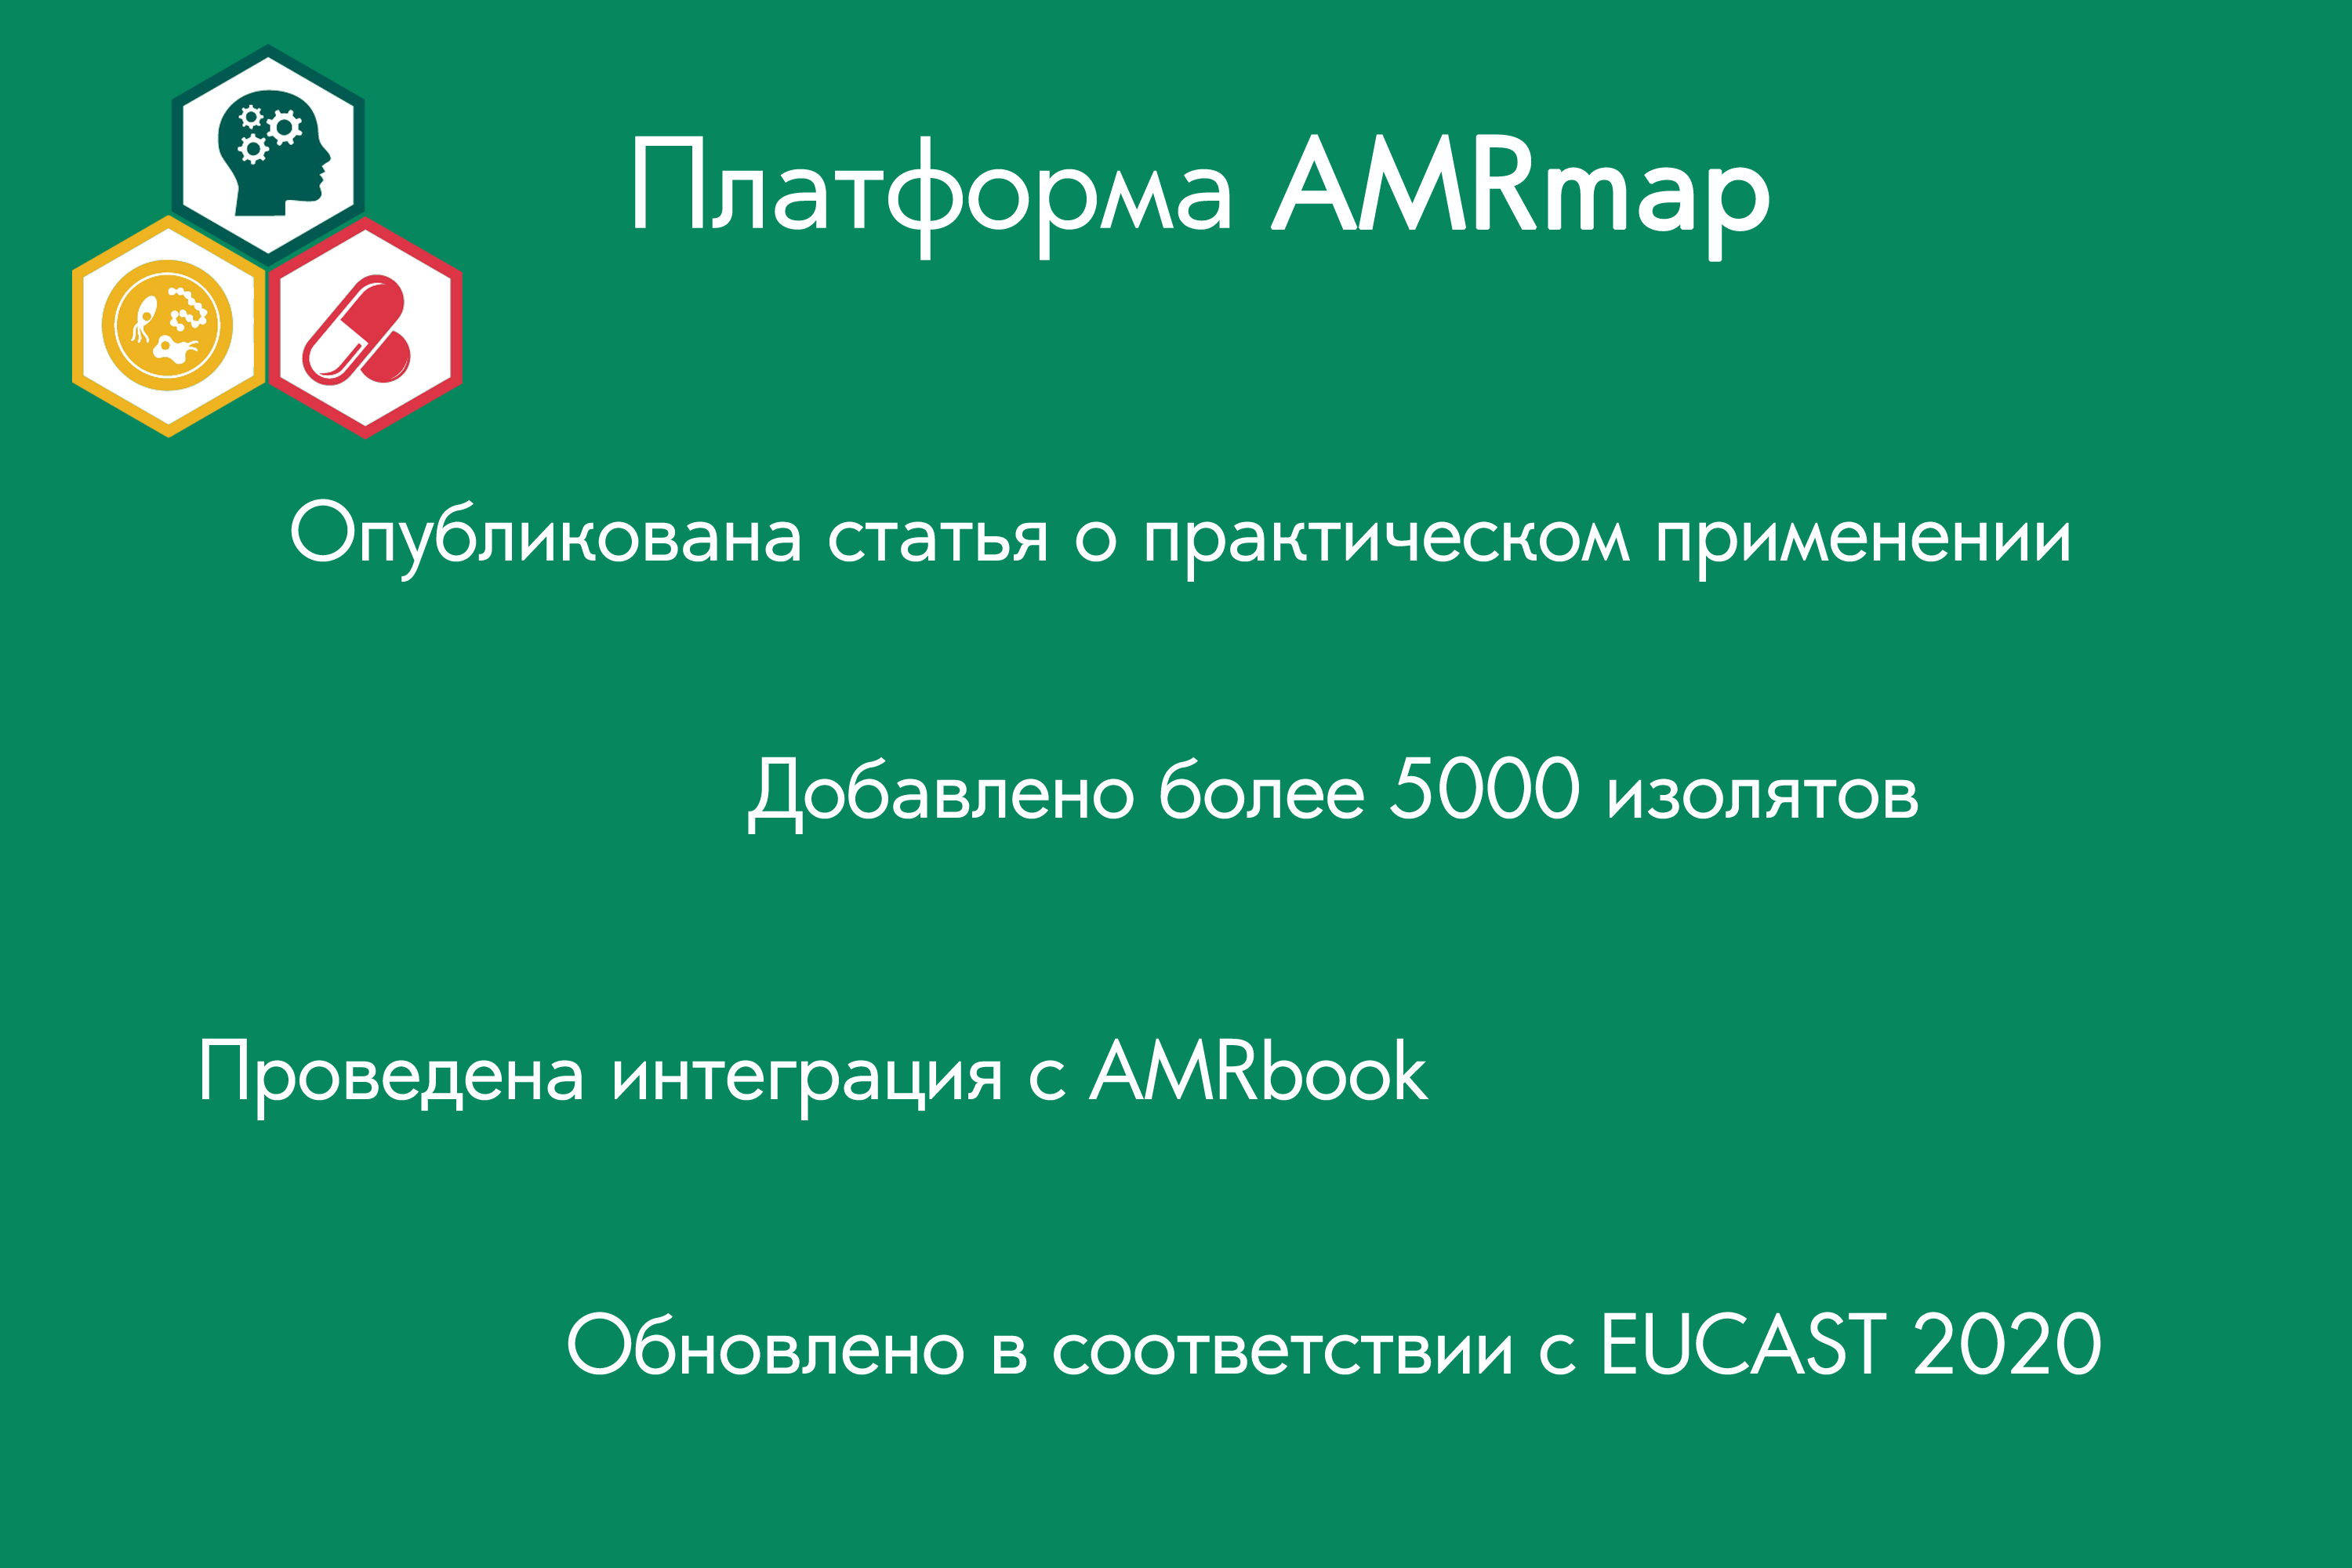 Платформа AMRmap
Опубликована статья о практическом применении
Добавлено более 5000 изолятов
Проведена интеграция с AMRbook
Обновлено в соответствии с EUCAST 2020